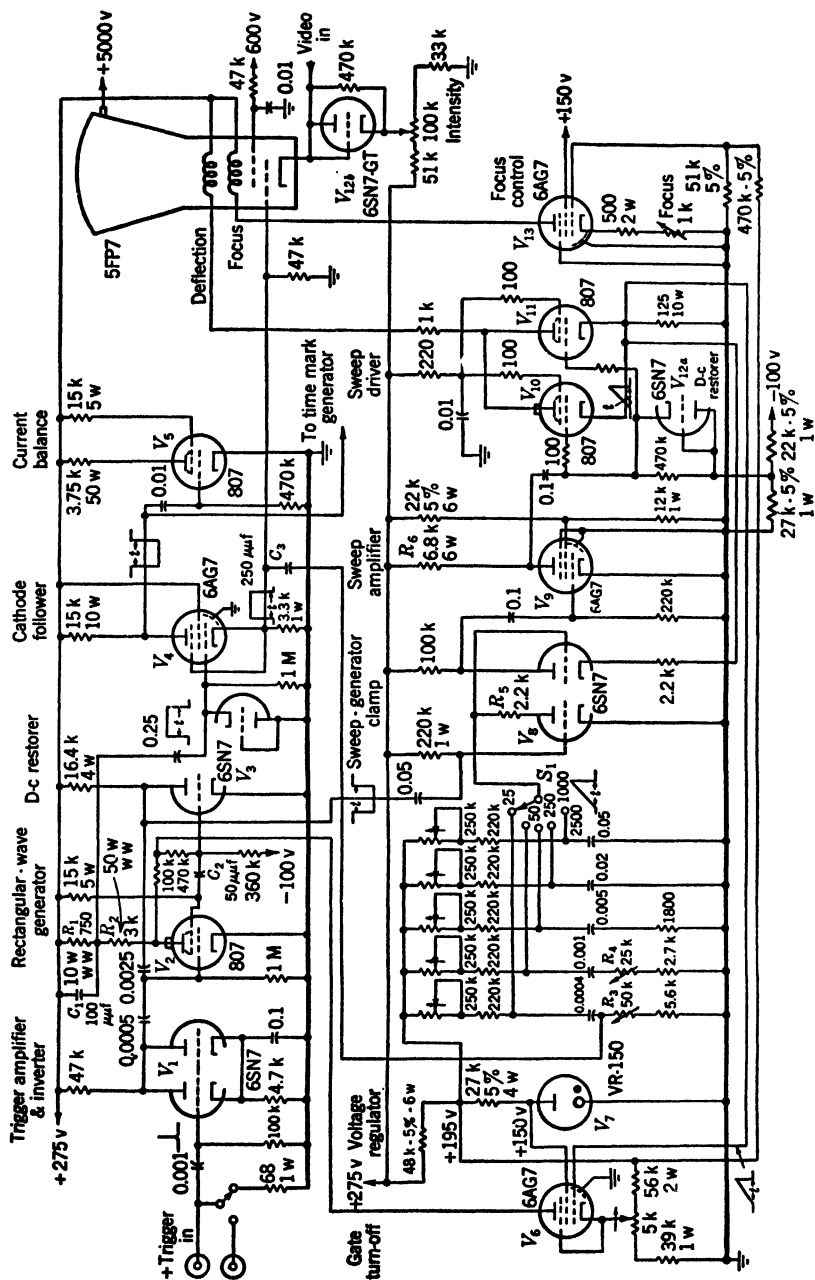 Trigger amplifier
& inverter
Rectangular-wave
generator
D-c restorer
Cathode
follower
Current
balance
+275 v
47 k
C₁
100
μμf
10 w
ww
R₁
750
R₂
3 k
50 w
ww
15 k
5 w
16.4 k
4 w
0.25
15 k
10 w
3.75 k
50 w
15 k
5 w
5FP7
+5000 v
0.0005
0.0025
+ Trigger
in
0.001
V₁
6SN7
V₂
807
100 k
470 k
C₂
50 μμf
360 k
-100 v
6SN7
V₃
V₄
6AG7
250 μμf
C₃
3.3 k
1 w
0.01
V₅
807
470 k
Deflection
Focus
47 k
600 v
0.01
Video
in
470 k
V₁₂b
6SN7-GT
51 k
100 k
Intensity
33 k
47 k
68
1 w
100 k
4.7 k
0.1
1 M
1 M
To time mark
generator
Gate
turn-off
+275 v
Voltage
regulator
Sweep-generator
clamp
Sweep
amplifier
Sweep
driver
Focus
control
6AG7
48 k - 5% - 6 w
+195 v
27 k
5%
4 w
+150 v
0.05
220 k
1 w
100 k
R₆
6.8 k
6 w
22 k
5%
6 w
0.01
220
1 k
100
100
V₆
6AG7
V₇
VR-150
250 k
250 k
250 k
250 k
250 k
220 k
220 k
220 k
220 k
220 k
25
50
250
1000
2500
S₁
R₅
2.2 k
V₈
6SN7
0.1
V₉
6AG7
0.1
100
V₁₀
807
V₁₁
807
V₁₃
+150 v
0.0004
0.001
0.005
0.02
0.05
R₃
50 k
R₄
25 k
5.6 k
2.7 k
1800
2.2 k
220 k
12 k
1 w
470 k
6SN7
V₁₂a
D-c
restorer
125
10 w
500
2 w
Focus
1 k
51 k
5%
470 k - 5%
5 k
56 k
2 w
39 k
1 w
27 k - 5%
1 w
22 k - 5%
1 w
-100 v